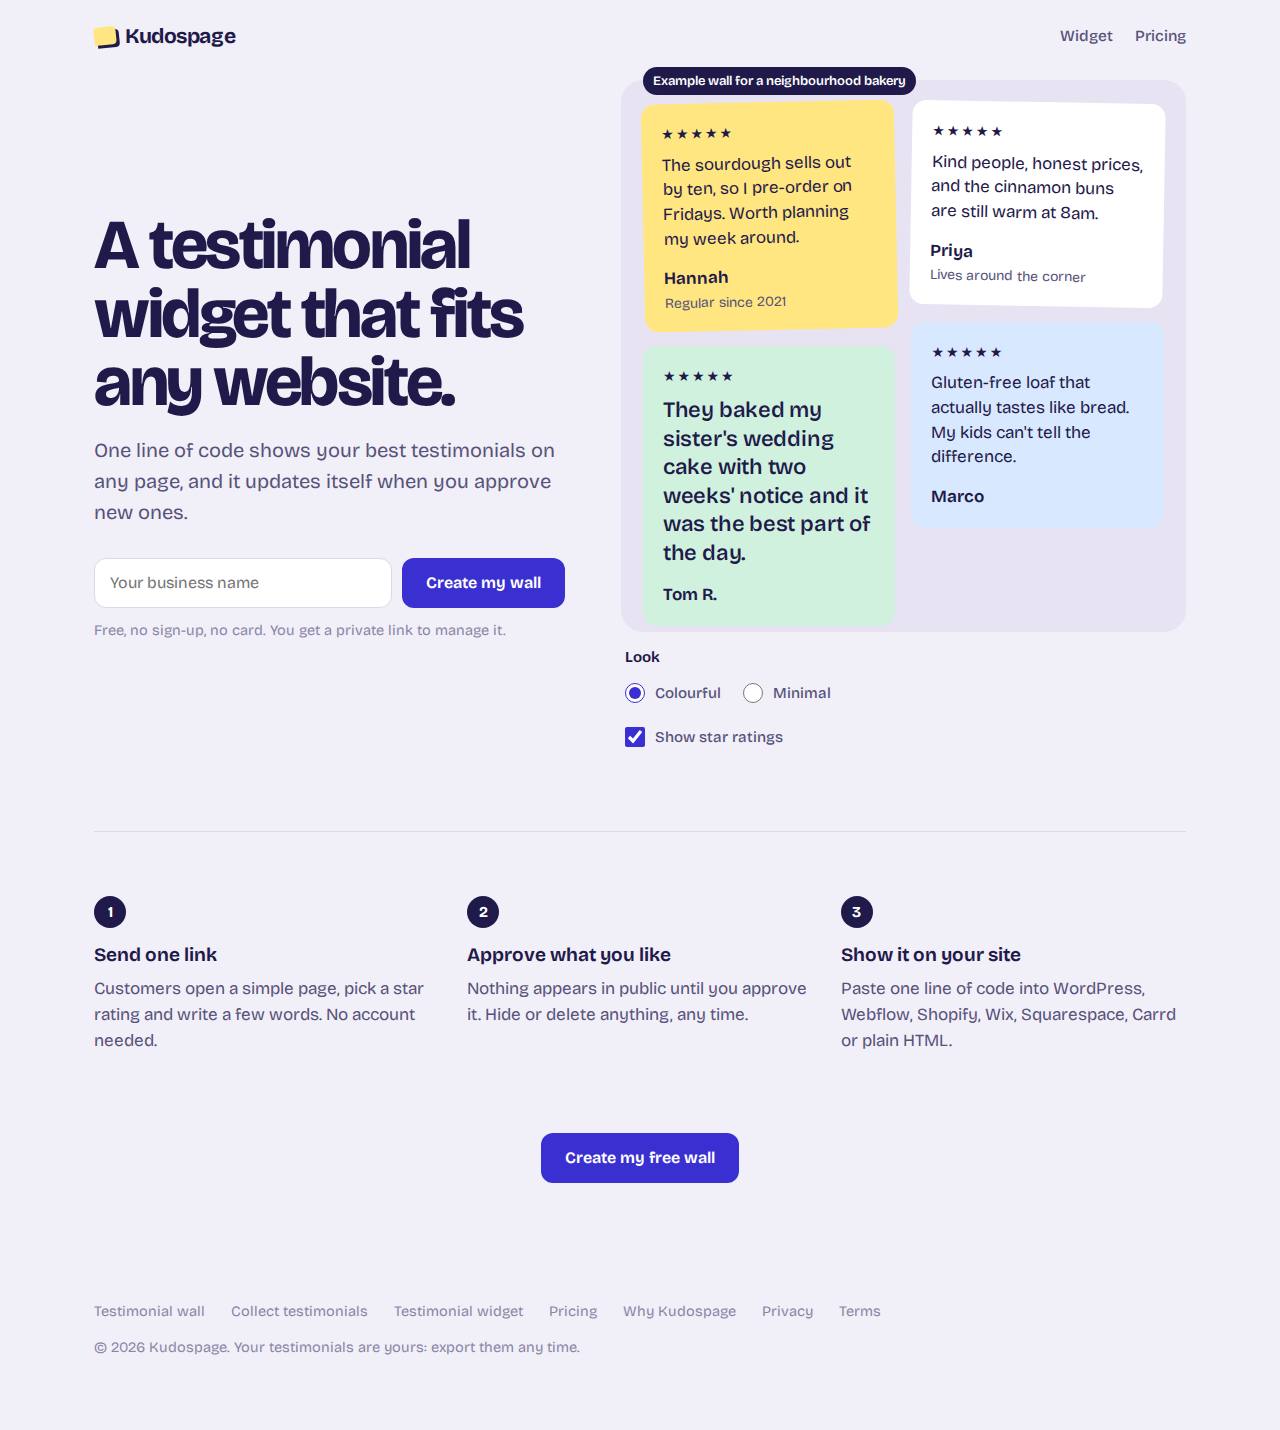 Kudospage
Widget
Pricing
A testimonial
widget that fits
any website.
One line of code shows your best testimonials on
any page, and it updates itself when you approve
new ones.
Your business name
Create my wall
Free, no sign-up, no card. You get a private link to manage it.
Example wall for a neighbourhood bakery
★★★★★
The sourdough sells out
by ten, so I pre-order on
Fridays. Worth planning
my week around.
Hannah
Regular since 2021
★★★★★
Kind people, honest prices,
and the cinnamon buns
are still warm at 8am.
Priya
Lives around the corner
★★★★★
They baked my
sister's wedding
cake with two
weeks' notice and it
was the best part of
the day.
Tom R.
★★★★★
Gluten-free loaf that
actually tastes like bread.
My kids can't tell the
difference.
Marco
Look
Colourful
Minimal
Show star ratings
1
Send one link
Customers open a simple page, pick a star
rating and write a few words. No account
needed.
2
Approve what you like
Nothing appears in public until you approve
it. Hide or delete anything, any time.
3
Show it on your site
Paste one line of code into WordPress,
Webflow, Shopify, Wix, Squarespace, Carrd
or plain HTML.
Create my free wall
Testimonial wall
Collect testimonials
Testimonial widget
Pricing
Why Kudospage
Privacy
Terms
© 2026 Kudospage. Your testimonials are yours: export them any time.